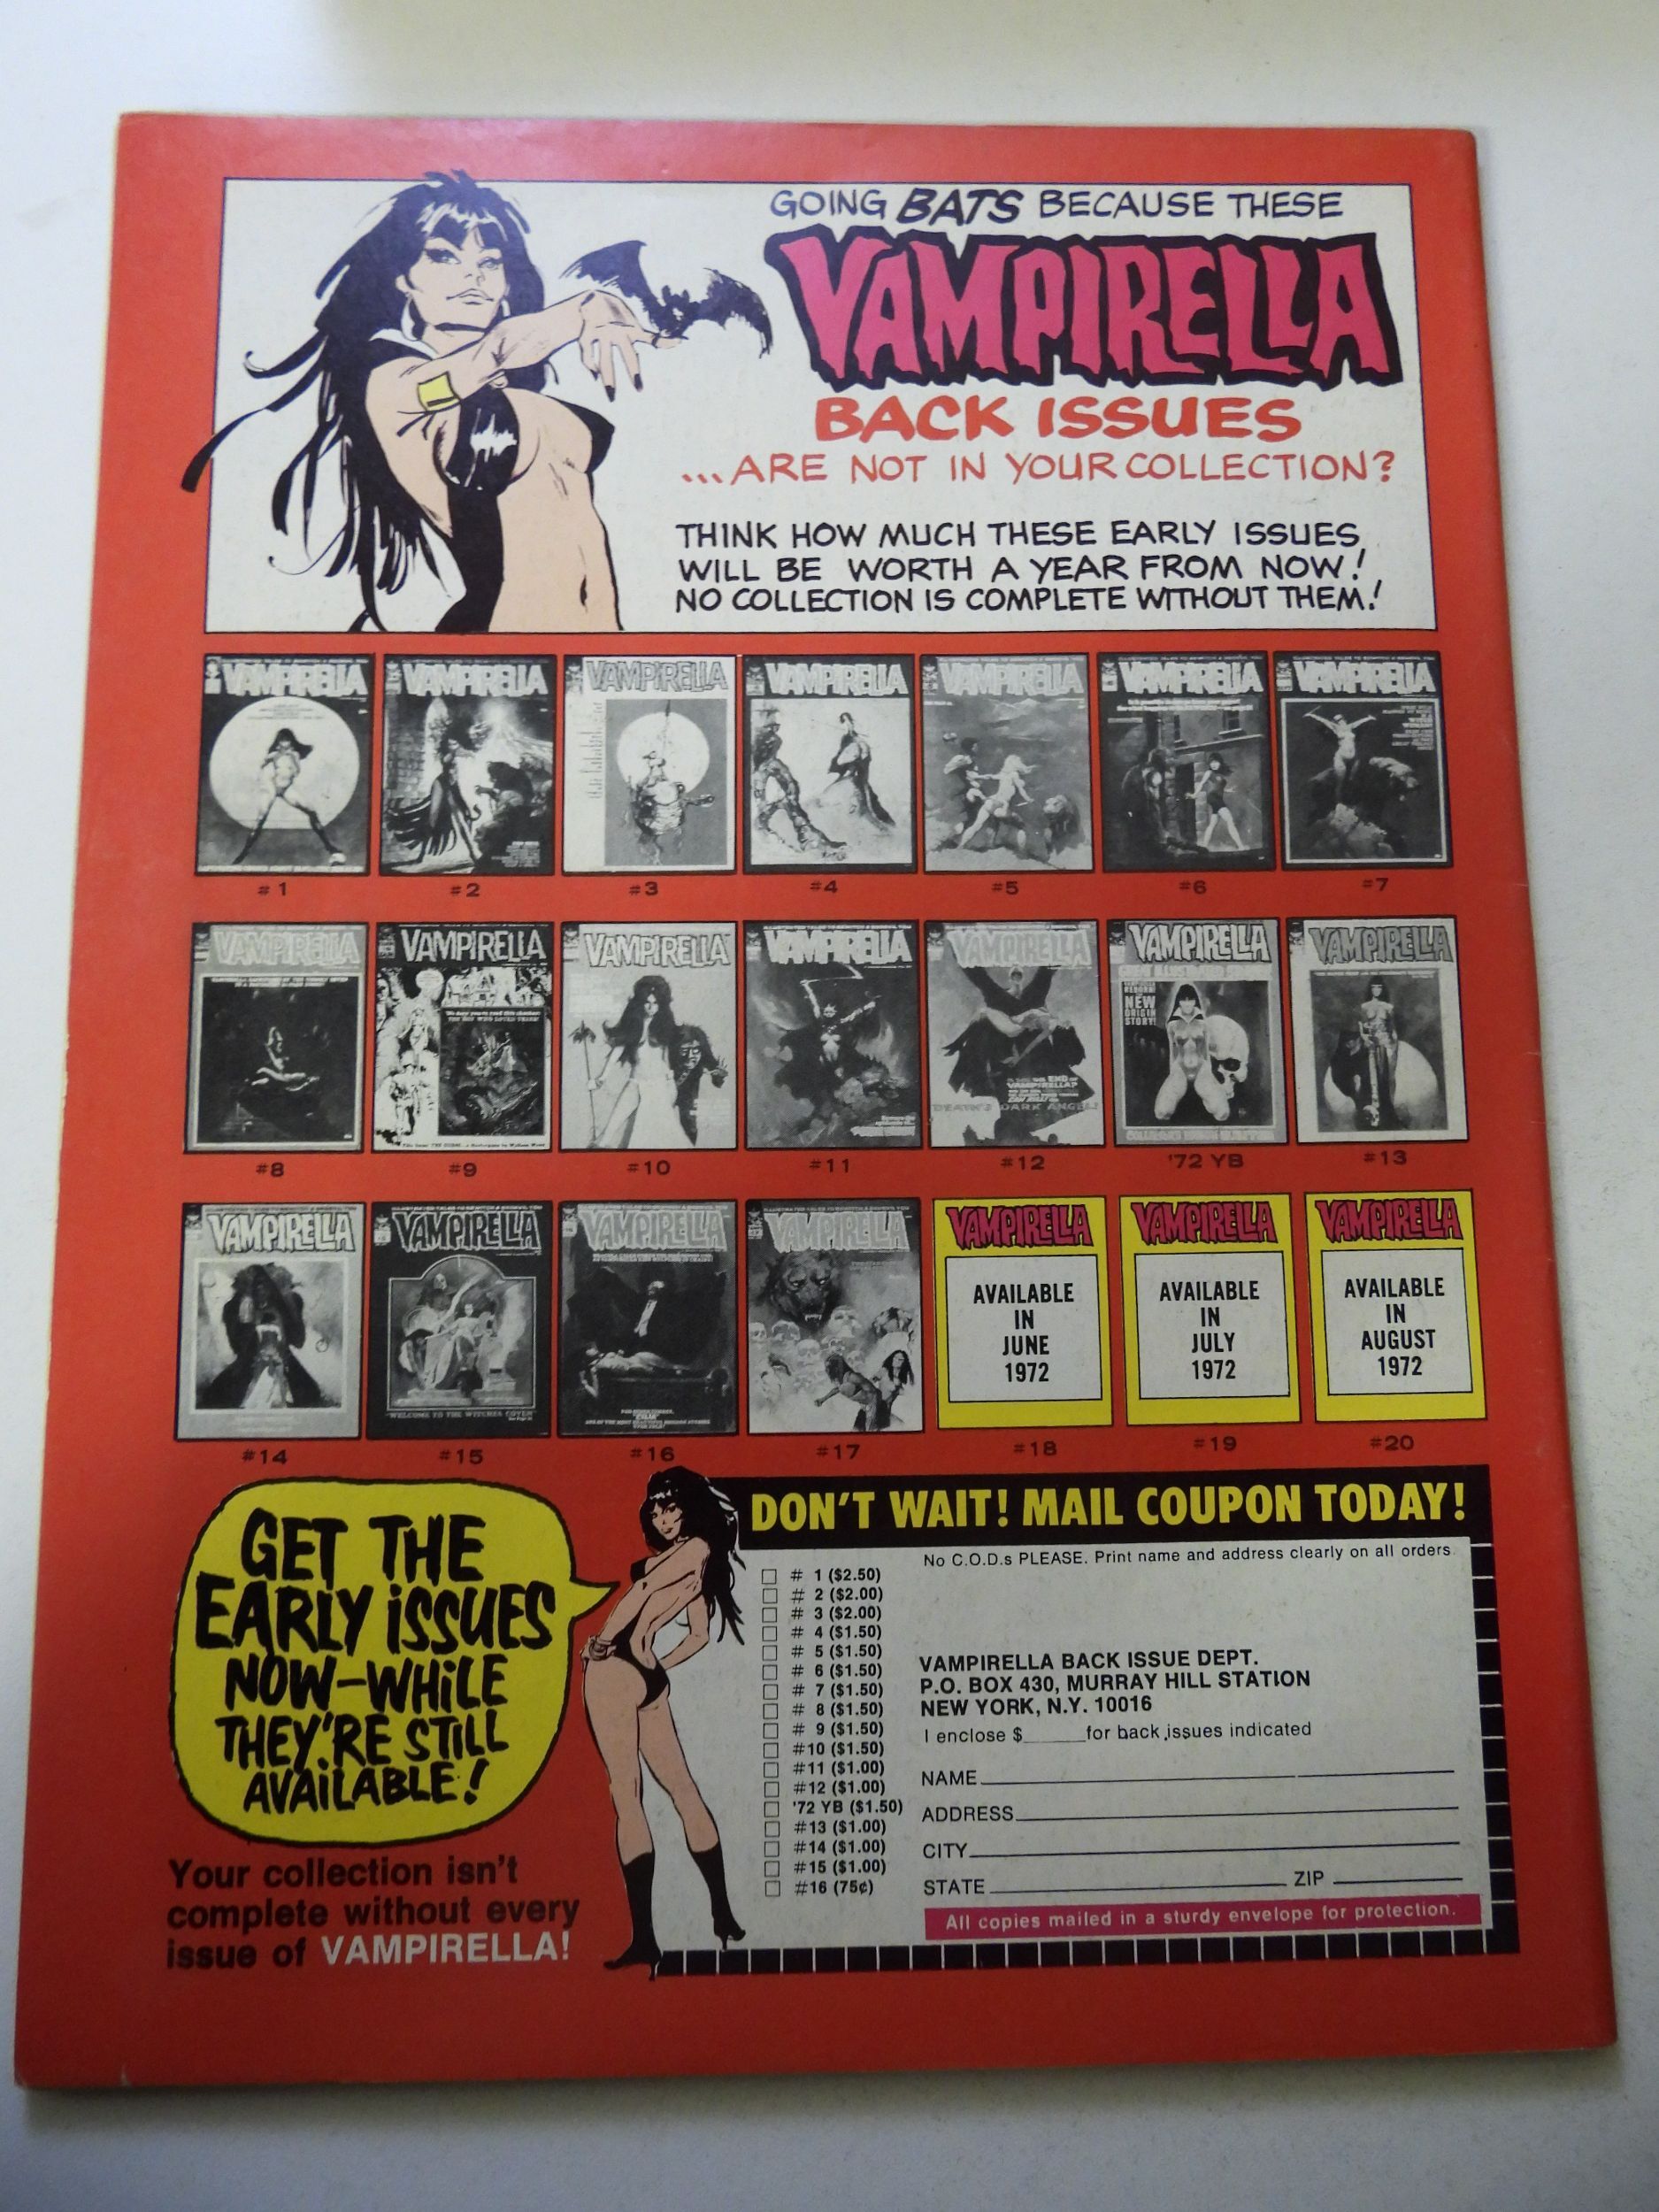 GOING BATS BECAUSE THESE
VAMPIRELLA
BACK ISSUES
...ARE NOT IN YOUR COLLECTION?
THINK HOW MUCH THESE EARLY ISSUES
WILL BE WORTH A YEAR FROM NOW!
NO COLLECTION IS COMPLETE WITHOUT THEM!
VAMPIRELLA VAMPIRELLA VAMPIRELLA VAMPIRELLA VAMPIRELLA VAMPIRELLA VAMPIRELLA
#1 #2 #3 #4 #5 #6 #7
VAMPIRELLA VAMPIRELLA VAMPIRELLA VAMPIRELLA VAMPIRELLA VAMPIRELLA VAMPIRELLA
NEW
ORIGIN
STORY!
DEATH'S DARK ANGEL!
#8 #9 #10 #11 #12 '72 YB #13
VAMPIRELLA VAMPIRELLA VAMPIRELLA VAMPIRELLA VAMPIRELLA VAMPIRELLA VAMPIRELLA
AVAILABLE
IN
JUNE
1972
AVAILABLE
IN
JULY
1972
AVAILABLE
IN
AUGUST
1972
WELCOME TO THE WITCHES COVEN
#14 #15 #16 #17 #18 #19 #20
GET THE
EARLY ISSUES
NOW-WHILE
THEY'RE STILL
AVAILABLE!
Your collection isn't
complete without every
issue of VAMPIRELLA!
DON'T WAIT! MAIL COUPON TODAY!
No C.O.D.s PLEASE. Print name and address clearly on all orders.
# 1 ($2.50)
# 2 ($2.00)
# 3 ($2.00)
# 4 ($1.50)
# 5 ($1.50)
# 6 ($1.50)
# 7 ($1.50)
# 8 ($1.50)
# 9 ($1.50)
#10 ($1.50)
#11 ($1.00)
#12 ($1.00)
'72 YB ($1.50)
#13 ($1.00)
#14 ($1.00)
#15 ($1.00)
#16 (75¢)
VAMPIRELLA BACK ISSUE DEPT.
P.O. BOX 430, MURRAY HILL STATION
NEW YORK, N.Y. 10016
I enclose $______for back issues indicated
NAME
ADDRESS
CITY
STATE ZIP
All copies mailed in a sturdy envelope for protection.